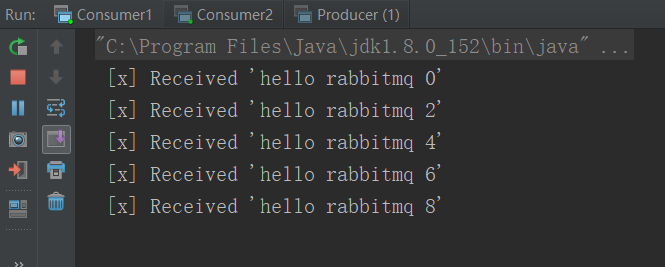 Run: Consumer1 Consumer2 Producer (1)
"C:\Program Files\Java\jdk1.8.0_152\bin\java" ...
[x] Received 'hello rabbitmq 0'
[x] Received 'hello rabbitmq 2'
[x] Received 'hello rabbitmq 4'
[x] Received 'hello rabbitmq 6'
[x] Received 'hello rabbitmq 8'